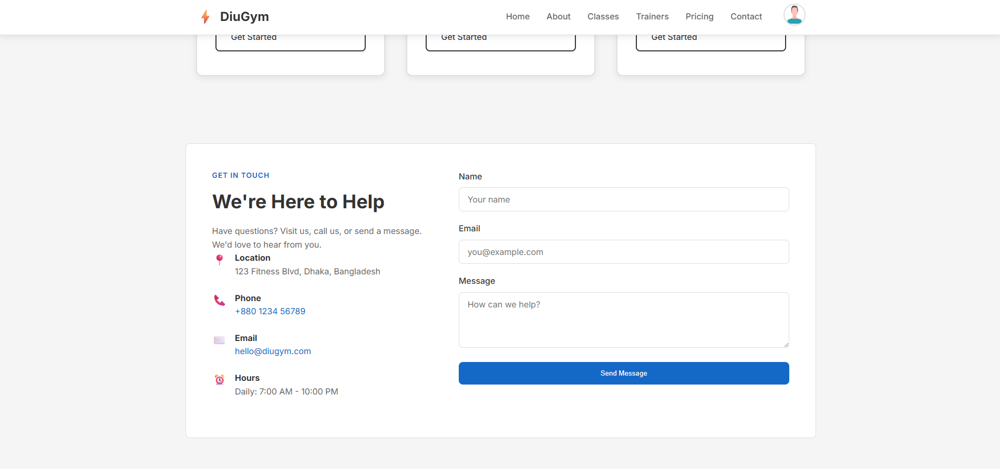 DiuGym
Home About Classes Trainers Pricing Contact
Get Started Get Started Get Started
GET IN TOUCH
We're Here to Help
Have questions? Visit us, call us, or send a message.
We'd love to hear from you.
Location
123 Fitness Blvd, Dhaka, Bangladesh
Phone
+880 1234 56789
Email
hello@diugym.com
Hours
Daily: 7:00 AM - 10:00 PM
Name
Your name
Email
you@example.com
Message
How can we help?
Send Message